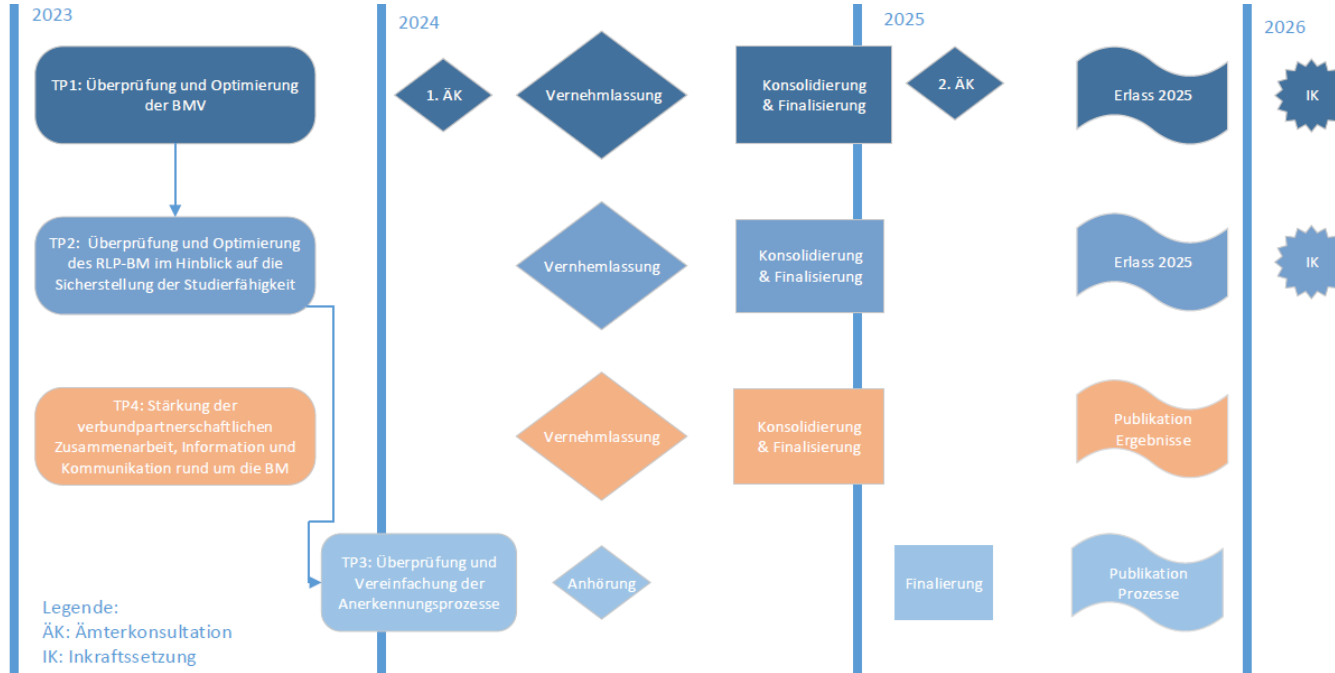 2023
2024
2025
2026
TP1: Überprüfung und Optimierung
der BMV
1. ÄK
Vernehmlassung
Konsolidierung
& Finalisierung
2. ÄK
Erlass 2025
IK
TP2: Überprüfung und Optimierung
des RLP-BM im Hinblick auf die
Sicherstellung der Studierfähigkeit
Vernhemlassung
Konsolidierung
& Finalisierung
Erlass 2025
IK
TP4: Stärkung der
verbundpartnerschaftlichen
Zusammenarbeit, Information und
Kommunikation rund um die BM
Vernehmlassung
Konsolidierung
& Finalisierung
Publikation
Ergebnisse
TP3: Überprüfung und
Vereinfachung der
Anerkennungsprozesse
Anhörung
Finalierung
Publikation
Prozesse
Legende:
ÄK: Ämterkonsultation
IK: Inkraftssetzung